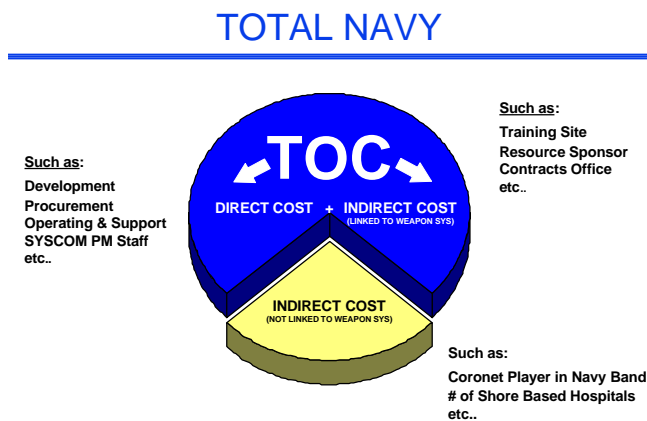 TOTAL NAVY
Such as:
Development
Procurement
Operating & Support
SYSCOM PM Staff
etc..
TOC
DIRECT COST + INDIRECT COST
(LINKED TO WEAPON SYS)
Such as:
Training Site
Resource Sponsor
Contracts Office
etc..
INDIRECT COST
(NOT LINKED TO WEAPON SYS)
Such as:
Coronet Player in Navy Band
# of Shore Based Hospitals
etc..